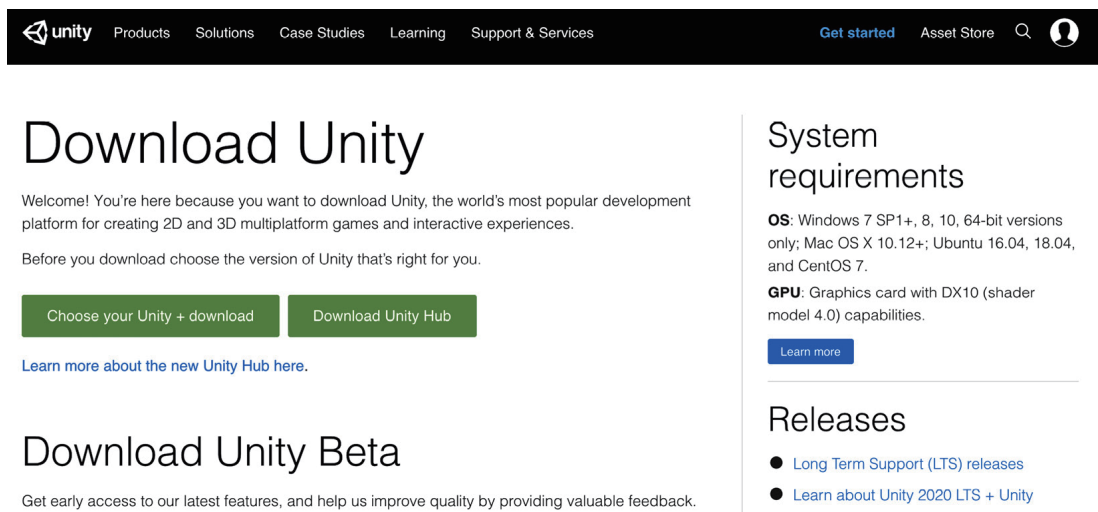 unity Products Solutions Case Studies Learning Support & Services Get started Asset Store
Download Unity
Welcome! You're here because you want to download Unity, the world's most popular development
platform for creating 2D and 3D multiplatform games and interactive experiences.
Before you download choose the version of Unity that's right for you.
Choose your Unity + download Download Unity Hub
Learn more about the new Unity Hub here.
Download Unity Beta
Get early access to our latest features, and help us improve quality by providing valuable feedback.
System
requirements
OS: Windows 7 SP1+, 8, 10, 64-bit versions
only; Mac OS X 10.12+; Ubuntu 16.04, 18.04,
and CentOS 7.
GPU: Graphics card with DX10 (shader
model 4.0) capabilities.
Learn more
Releases
Long Term Support (LTS) releases
Learn about Unity 2020 LTS + Unity